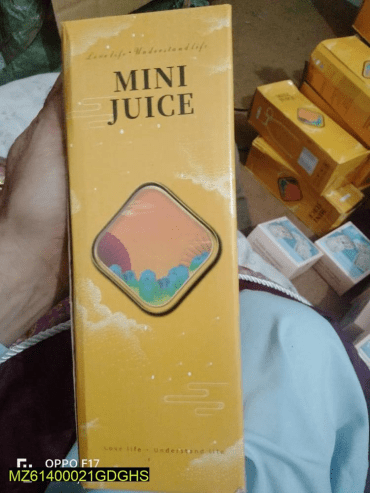 Love life · Understand life
MINI
JUICE
Love life — Understand life
OPPO F17
MZ61400021GDGHS